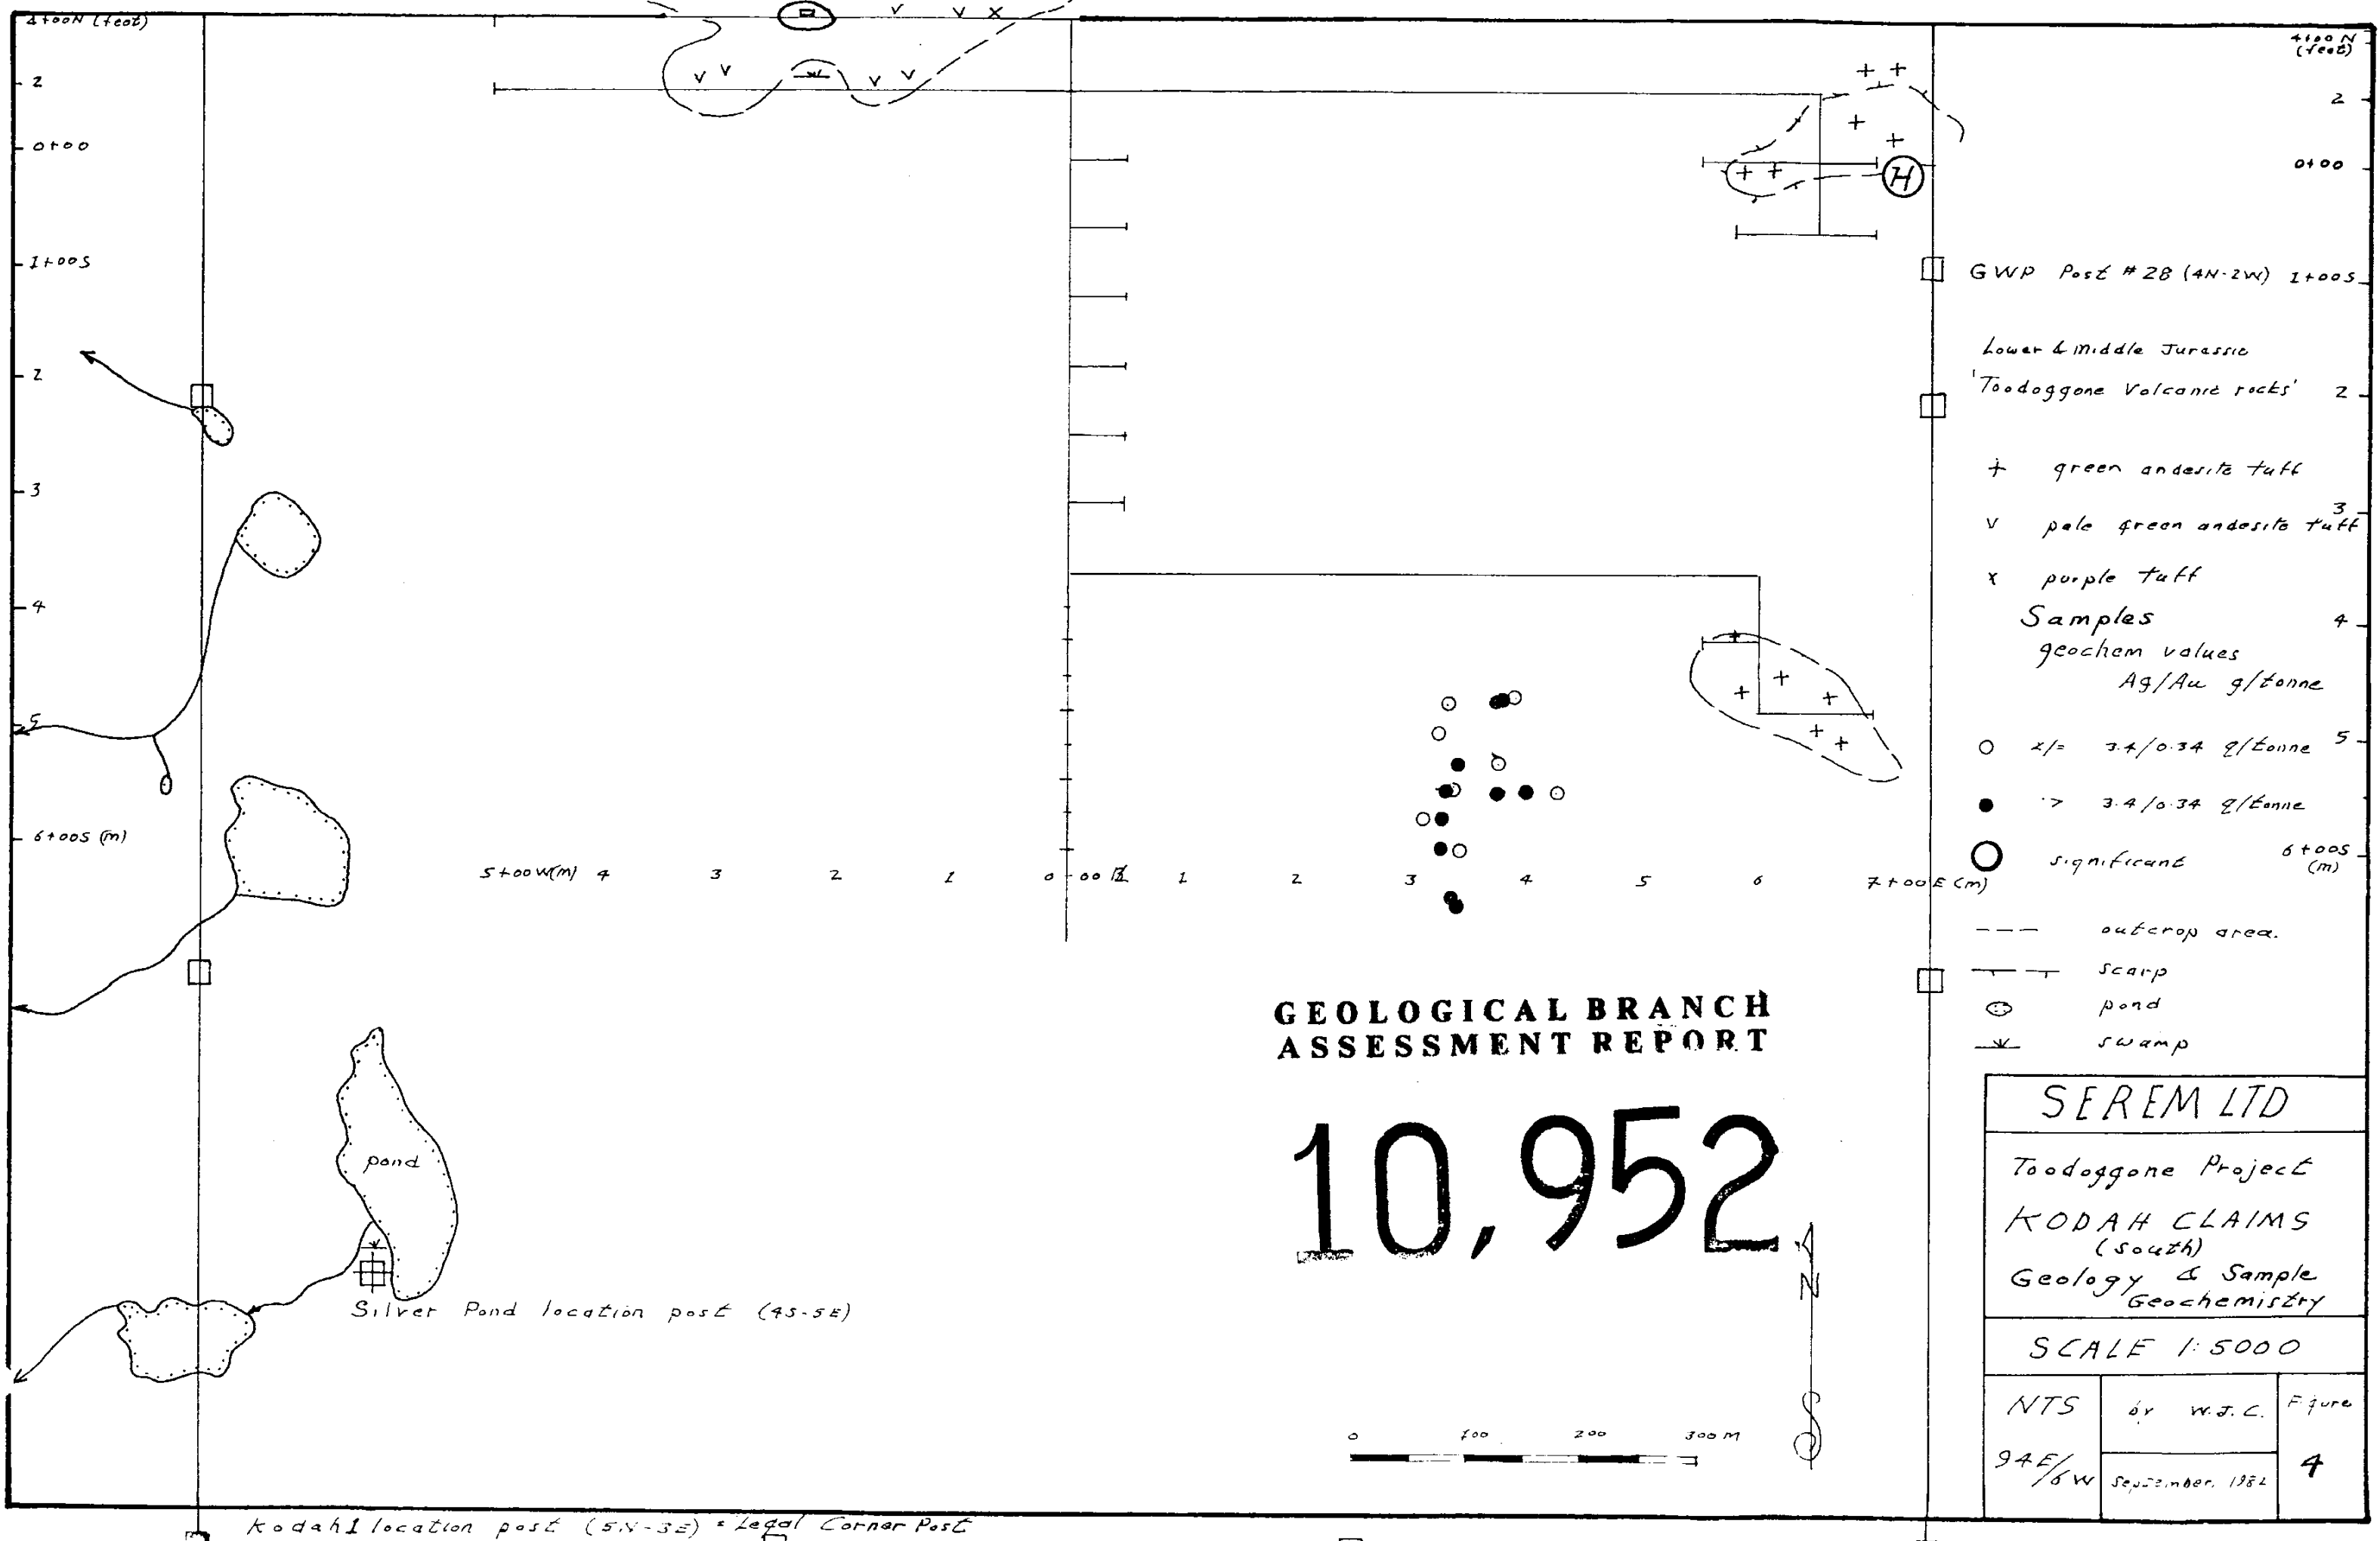 4+00N (feet)
2
0+00
1+00S
2
3
4
5
6+00S (m)
4+00N
(feet)
2
0+00
H
GWP Post #28 (4N-2W) 1+00S
Lower & Middle Jurassic
'Toodoggone Volcanic rocks' 2
+ green andesite tuff
3
v pale green andesite tuff
x purple tuff
Samples 4
geochem values
Ag/Au g/tonne
3.4/0.34 g/tonne 5
> 3.4/0.34 g/tonne
significant 6+00S
(m)
5+00W(m) 4 3 2 1 0+00 1 2 3 4 5 6 7+00E (m)
outcrop area.
scarp
pond
swamp
GEOLOGICAL BRANCH
ASSESSMENT REPORT
10,952
pond
Silver Pond location post (4S-5E)
N
0 100 200 300 M
SEREM LTD
Toodoggone Project
KODAH CLAIMS
(south)
Geology & Sample
Geochemistry
SCALE 1:5000
NTS
94E/6W
by W.J.C.
September, 1982
Figure
4
Kodah1 location post (5N-3E) = Legal Corner Post